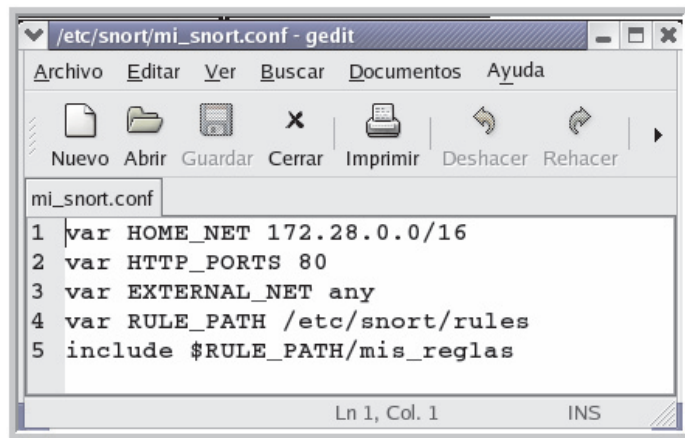 /etc/snort/mi_snort.conf - gedit
Archivo Editar Ver Buscar Documentos Ayuda
Nuevo Abrir Guardar Cerrar Imprimir Deshacer Rehacer
mi_snort.conf
1 var HOME_NET 172.28.0.0/16
2 var HTTP_PORTS 80
3 var EXTERNAL_NET any
4 var RULE_PATH /etc/snort/rules
5 include $RULE_PATH/mis_reglas
Ln 1, Col. 1 INS